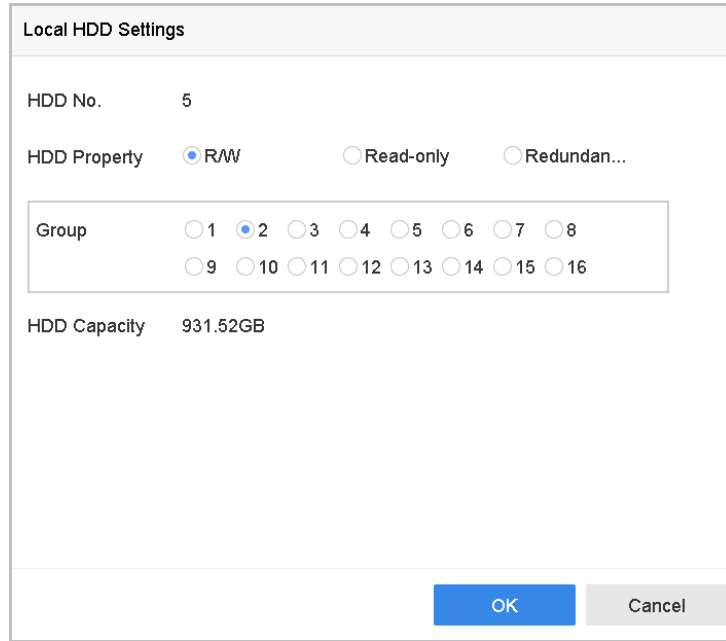 Local HDD Settings
HDD No. 5
HDD Property R/W Read-only Redundan...
Group 1 2 3 4 5 6 7 8
9 10 11 12 13 14 15 16
HDD Capacity 931.52GB
OK Cancel